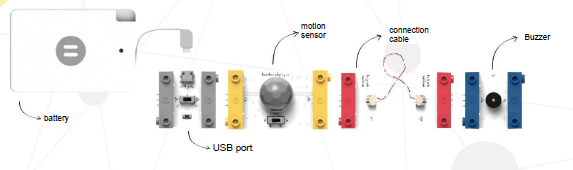 motion
sensor
connection
cable
Buzzer
battery
USB port